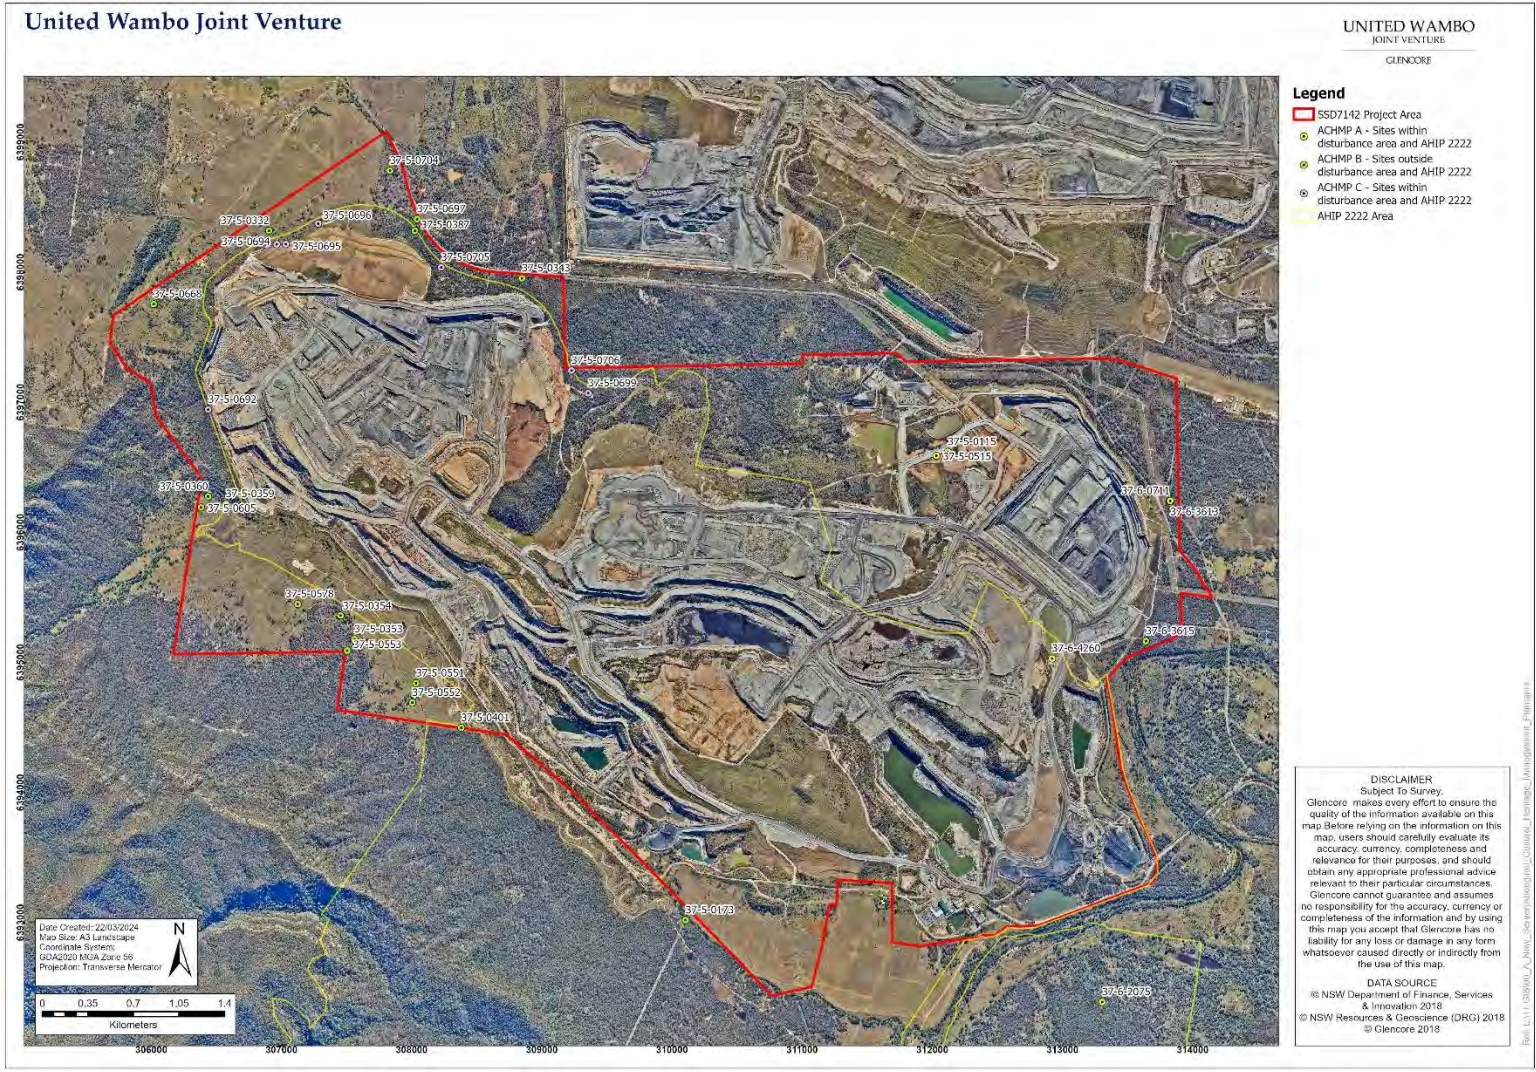 United Wambo Joint Venture
UNITED WAMBO
JOINT VENTURE
GLENCORE
Legend
SSD7142 Project Area
ACHMP A - Sites within
disturbance area and AHIP 2222
ACHMP B - Sites outside
disturbance area and AHIP 2222
ACHMP C - Sites within
disturbance area and AHIP 2222
AHIP 2222 Area
6399000
6398000
6397000
6396000
6395000
6394000
6393000
37-5-0704
37-5-0332
37-5-0696
37-5-0697
37-5-0387
37-5-0694
37-5-0695
37-5-0705
37-5-0343
37-5-0668
37-5-0706
37-5-0699
37-5-0692
37-5-0115
37-5-0515
37-5-0360
37-5-0359
37-5-0605
37-6-0711
37-6-3613
37-5-0578
37-5-0354
37-5-0353
37-5-0553
37-6-3615
37-6-4260
37-5-0551
37-5-0552
37-5-0401
37-5-0173
37-6-2075
Date Created: 22/03/2024
Map Size: A3 Landscape
Coordinate System:
GDA2020 MGA Zone 56
Projection: Transverse Mercator
N
0 0.35 0.7 1.05 1.4
Kilometers
306000 307000 308000 309000 310000 311000 312000 313000 314000
DISCLAIMER
Subject To Survey.
Glencore makes every effort to ensure the
quality of the information available on this
map.Before relying on the information on this
map, users should carefully evaluate its
accuracy, currency, completeness and
relevance for their purposes, and should
obtain any appropriate professional advice
relevant to their particular circumstances.
Glencore cannot guarantee and assumes
no responsibility for the accuracy, currency or
completeness of the information and by using
this map you accept that Glencore has no
liability for any loss or damage in any form
whatsoever caused directly or indirectly from
the use of this map.
DATA SOURCE
© NSW Department of Finance, Services
& Innovation 2018
© NSW Resources & Geoscience (DRG) 2018
© Glencore 2018